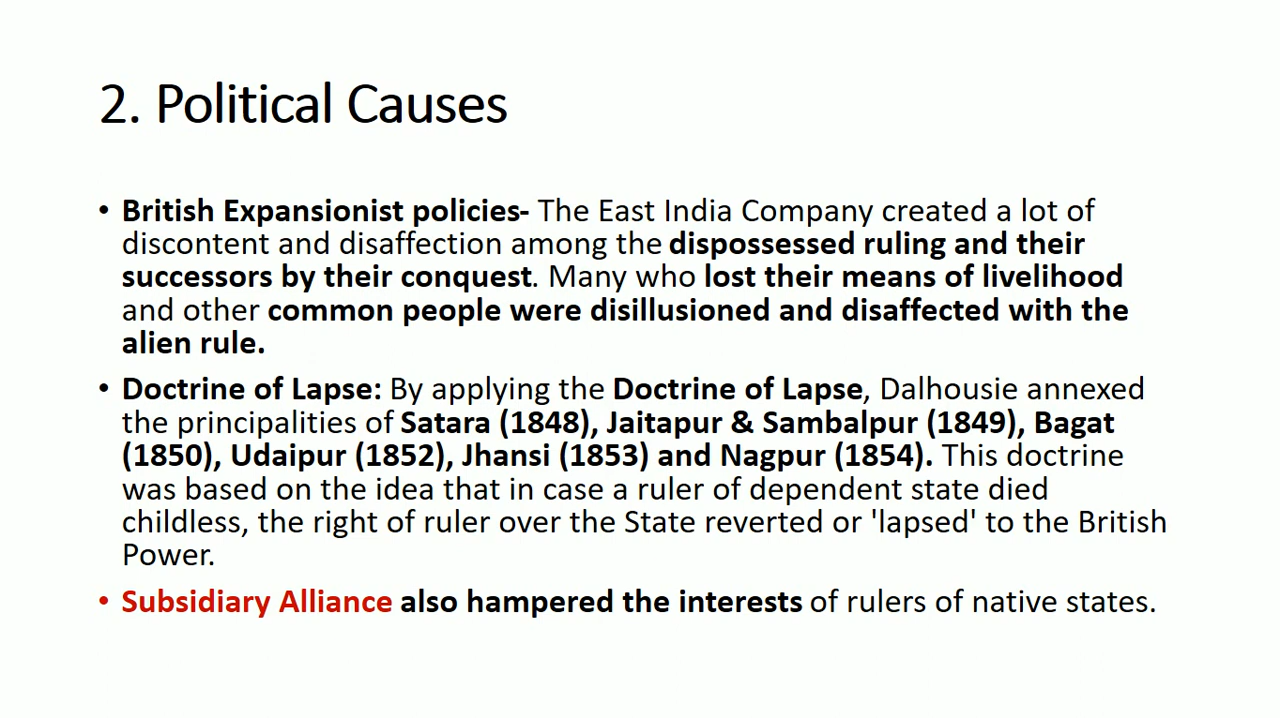 2. Political Causes
• British Expansionist policies- The East India Company created a lot of
discontent and disaffection among the dispossessed ruling and their
successors by their conquest. Many who lost their means of livelihood
and other common people were disillusioned and disaffected with the
alien rule.
• Doctrine of Lapse: By applying the Doctrine of Lapse, Dalhousie annexed
the principalities of Satara (1848), Jaitapur & Sambalpur (1849), Bagat
(1850), Udaipur (1852), Jhansi (1853) and Nagpur (1854). This doctrine
was based on the idea that in case a ruler of dependent state died
childless, the right of ruler over the State reverted or 'lapsed' to the British
Power.
• Subsidiary Alliance also hampered the interests of rulers of native states.